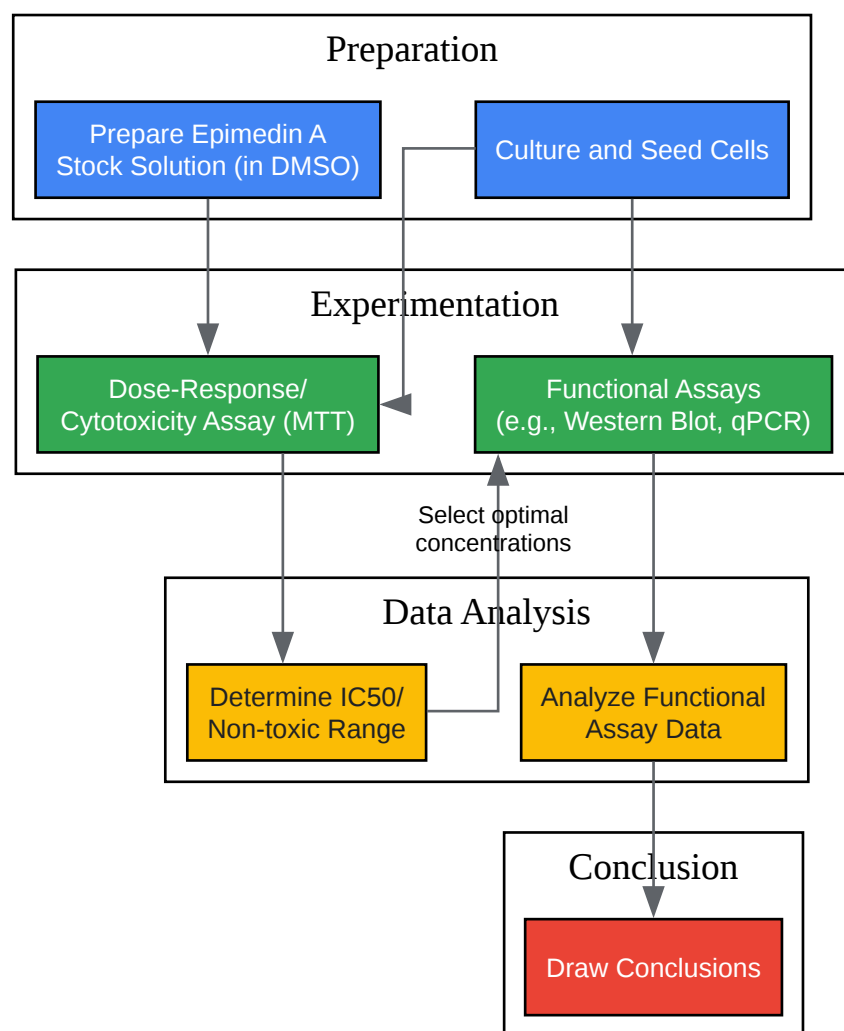 Preparation
Prepare Epimedin A
Stock Solution (in DMSO)
Culture and Seed Cells
Experimentation
Dose-Response/
Cytotoxicity Assay (MTT)
Functional Assays
(e.g., Western Blot, qPCR)
Select optimal
concentrations
Data Analysis
Determine IC50/
Non-toxic Range
Analyze Functional
Assay Data
Conclusion
Draw Conclusions